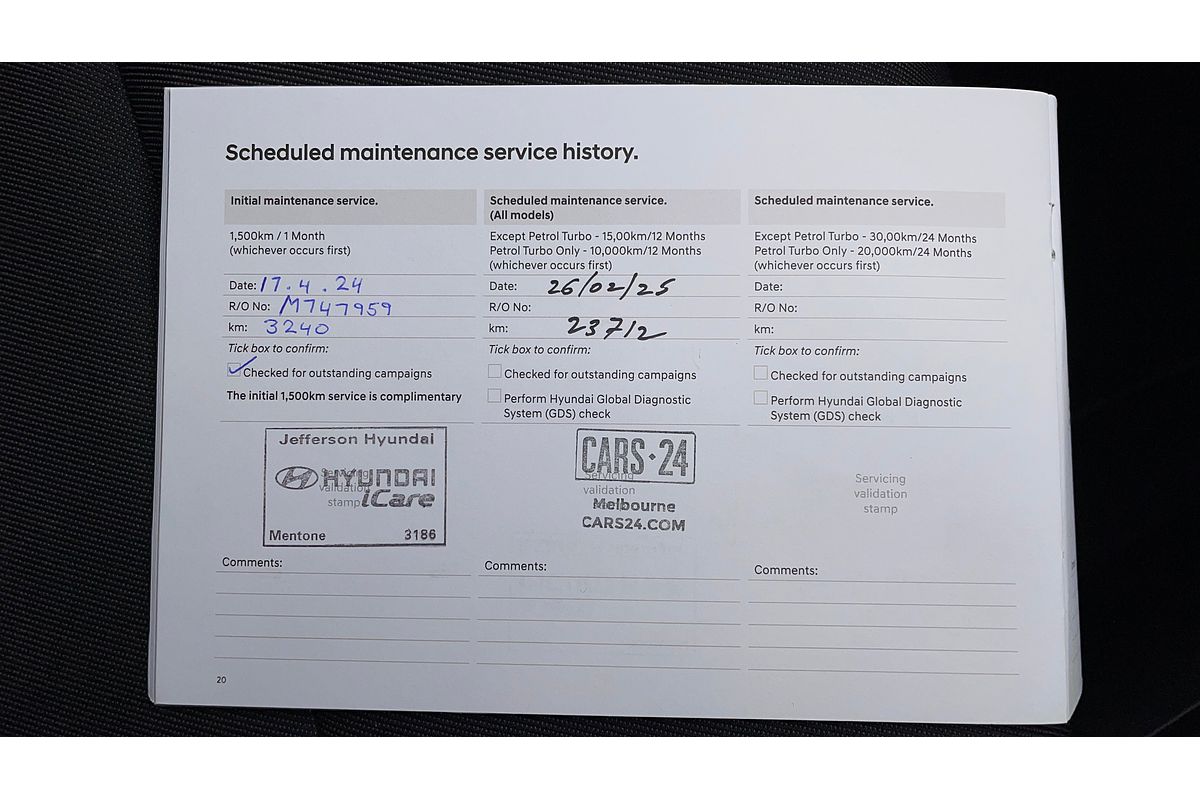 Scheduled maintenance service history.
Initial maintenance service.
1,500km / 1 Month
(whichever occurs first)
Date: 17.4.24
R/O No: M747959
km: 3240
Tick box to confirm:
Checked for outstanding campaigns
The initial 1,500km service is complimentary
Jefferson Hyundai
HYUNDAI
iCare
Servicing
validation
stamp
Mentone 3186
Comments:
Scheduled maintenance service.
(All models)
Except Petrol Turbo - 15,00km/12 Months
Petrol Turbo Only - 10,000km/12 Months
(whichever occurs first)
Date: 26/02/25
R/O No:
km: 23712
Tick box to confirm:
Checked for outstanding campaigns
Perform Hyundai Global Diagnostic
System (GDS) check
CARS·24
Servicing
validation
Melbourne
CARS24.COM
Comments:
Scheduled maintenance service.
Except Petrol Turbo - 30,00km/24 Months
Petrol Turbo Only - 20,000km/24 Months
(whichever occurs first)
Date:
R/O No:
km:
Tick box to confirm:
Checked for outstanding campaigns
Perform Hyundai Global Diagnostic
System (GDS) check
Servicing
validation
stamp
Comments:
20